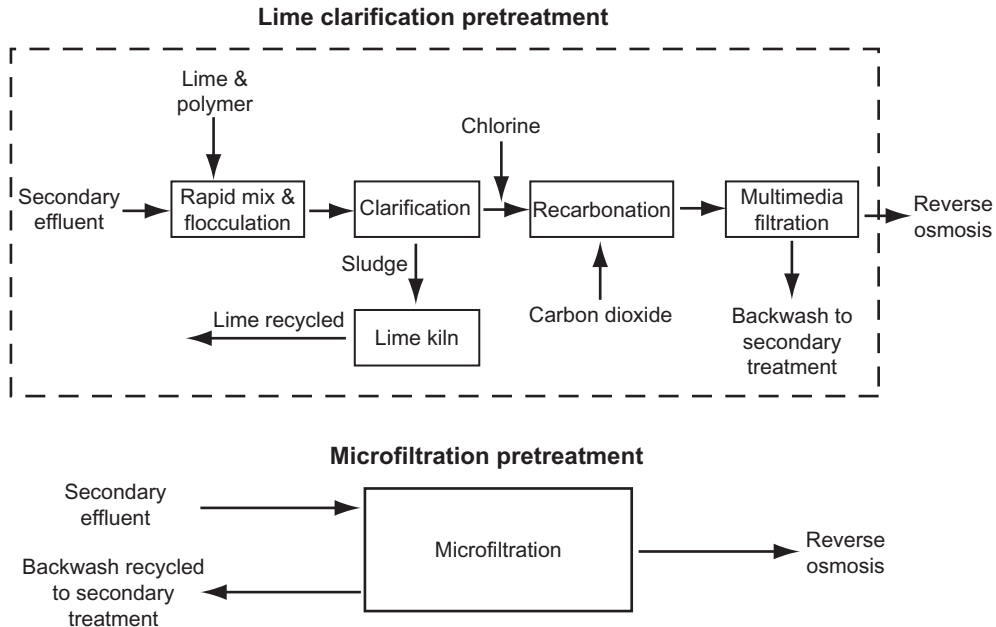 Lime clarification pretreatment
Lime &
polymer
Chlorine
Secondary
effluent
Rapid mix &
flocculation
Clarification
Recarbonation
Multimedia
filtration
Reverse
osmosis
Sludge
Lime recycled
Lime kiln
Carbon dioxide
Backwash to
secondary
treatment
Microfiltration pretreatment
Secondary
effluent
Microfiltration
Reverse
osmosis
Backwash recycled
to secondary
treatment